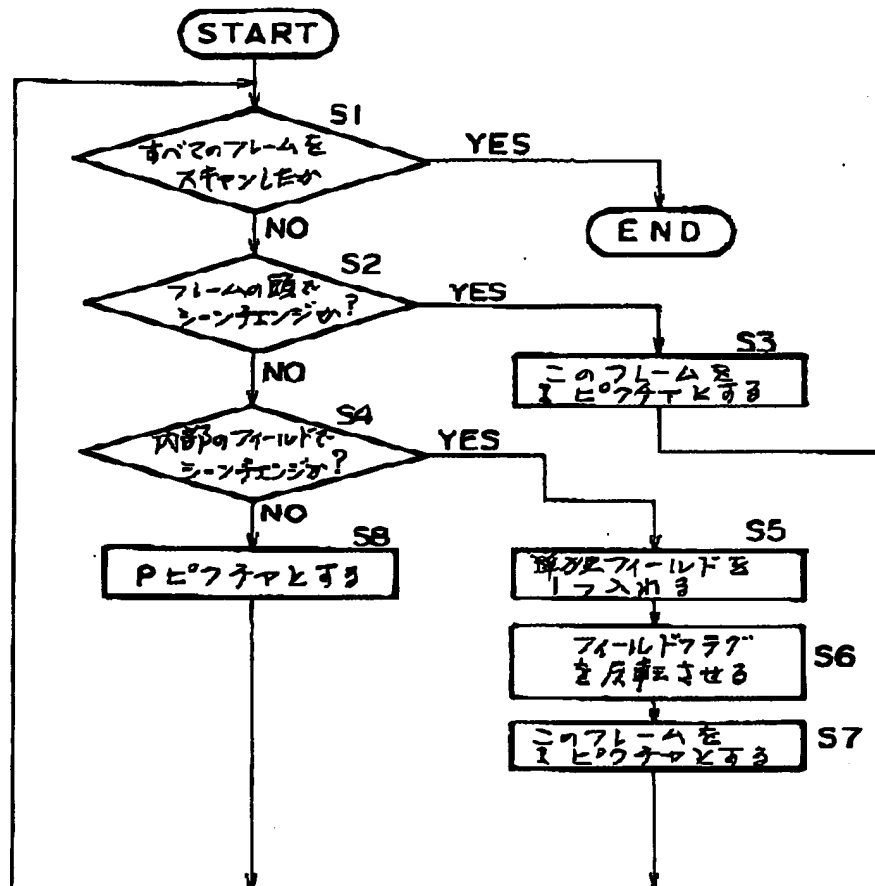 START
S1
すべてのフレームを
スキャンしたか
YES
NO
END
S2
フレームの頭で
シーンチェンジか?
YES
NO
S3
このフレームを
I ピクチャとする
S4
内部のフィールドで
シーンチェンジか?
YES
NO
S8
Pピクチャとする
S5
フィールドを
1つ入れる
フィールドフラグ
を反転させる
S6
このフレームを
I ピクチャとする
S7